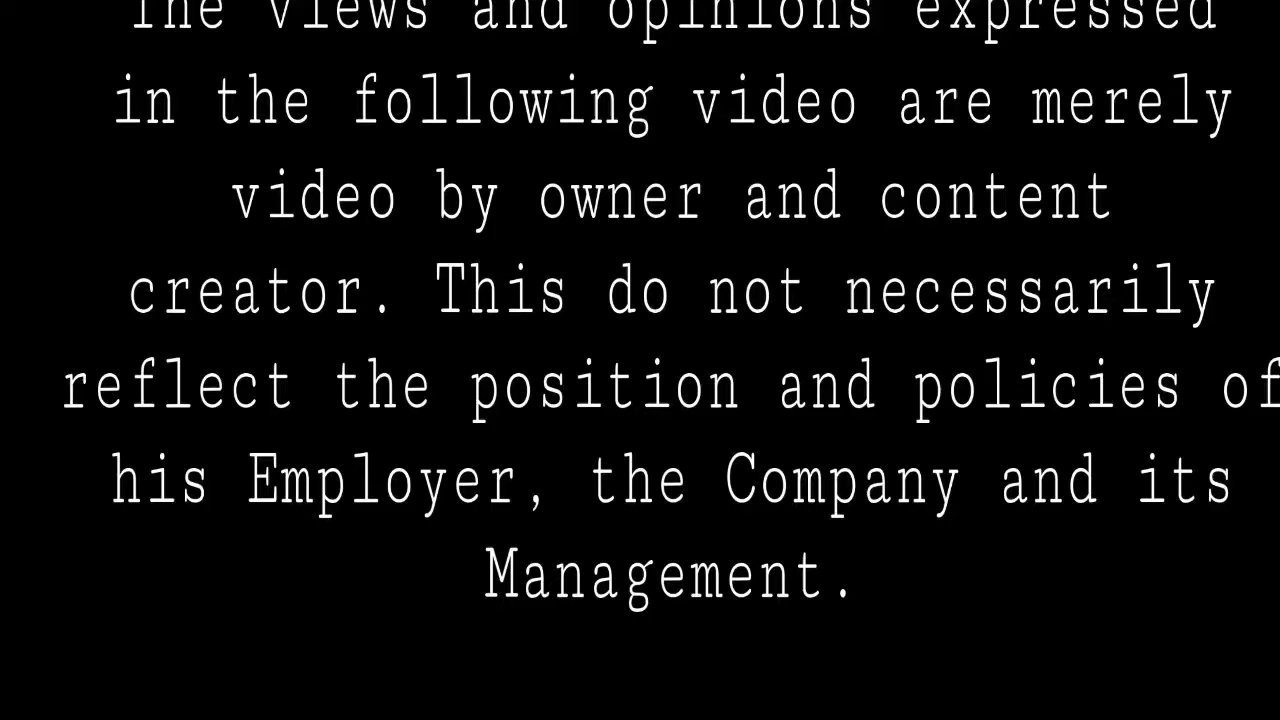 The views and opinions expressed
in the following video are merely
video by owner and content
creator. This do not necessarily
reflect the position and policies of
his Employer, the Company and its
Management.